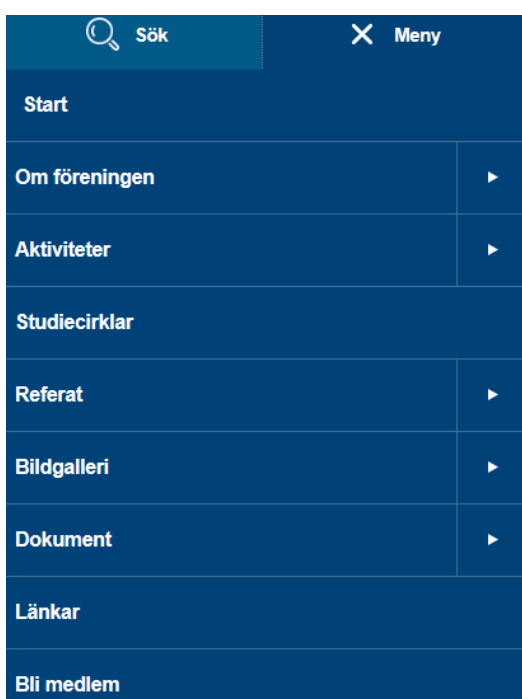 Sök Meny
Start
Om föreningen
Aktiviteter
Studiecirklar
Referat
Bildgalleri
Dokument
Länkar
Bli medlem